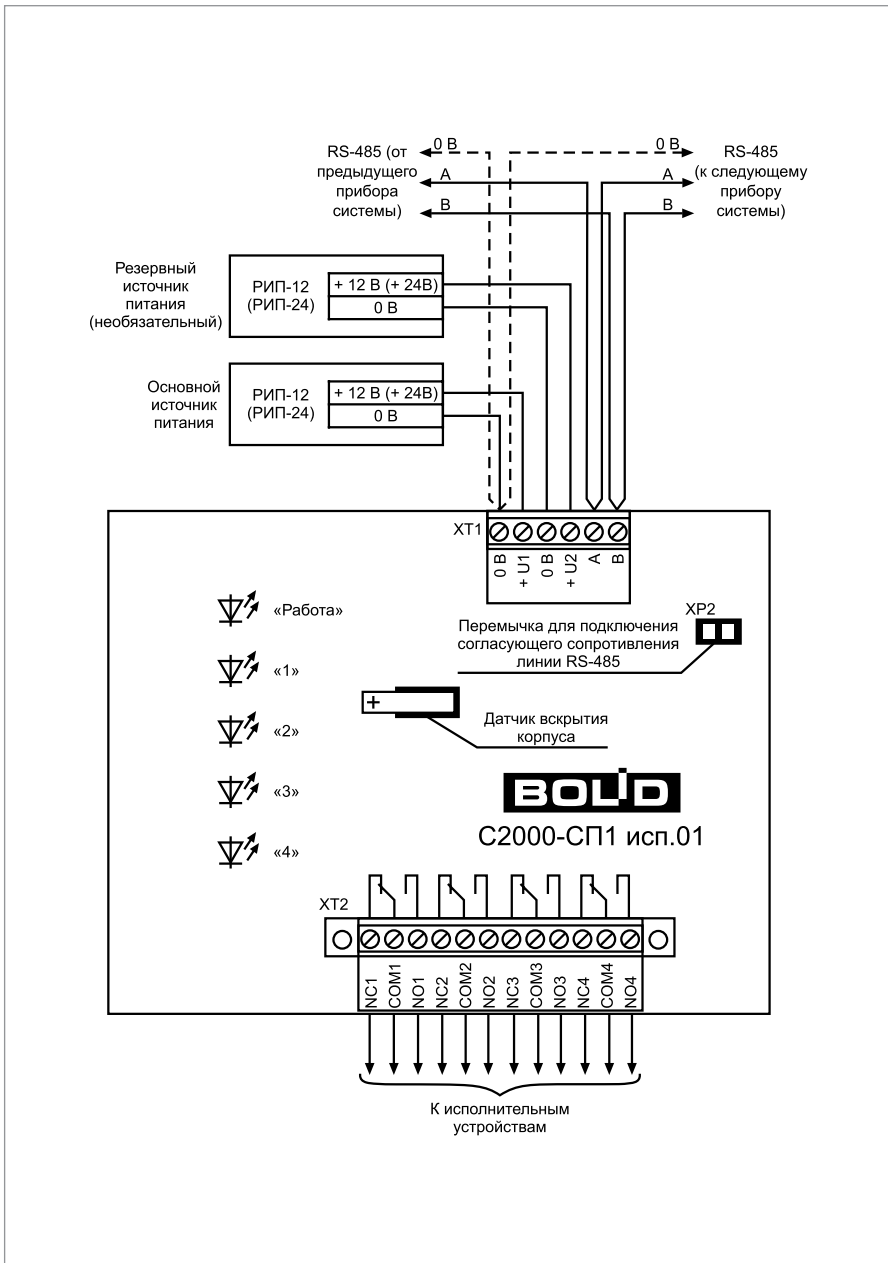 0 В
0 В
RS-485 (от
предыдущего
прибора
системы)
А
В
А
В
RS-485
(к следующему
прибору
системы)
Резервный
источник
питания
(необязательный)
РИП-12
(РИП-24)
+ 12 В (+ 24В)
0 В
Основной
источник
питания
РИП-12
(РИП-24)
+ 12 В (+ 24В)
0 В
XT1
0 В
+ U1
0 В
+ U2
A
B
«Работа»
«1»
«2»
«3»
«4»
XP2
Перемычка для подключения
согласующего сопротивления
линии RS-485
+
Датчик вскрытия
корпуса
BOLID
С2000-СП1 исп.01
XT2
NC1
COM1
NO1
NC2
COM2
NO2
NC3
COM3
NO3
NC4
COM4
NO4
К исполнительным
устройствам